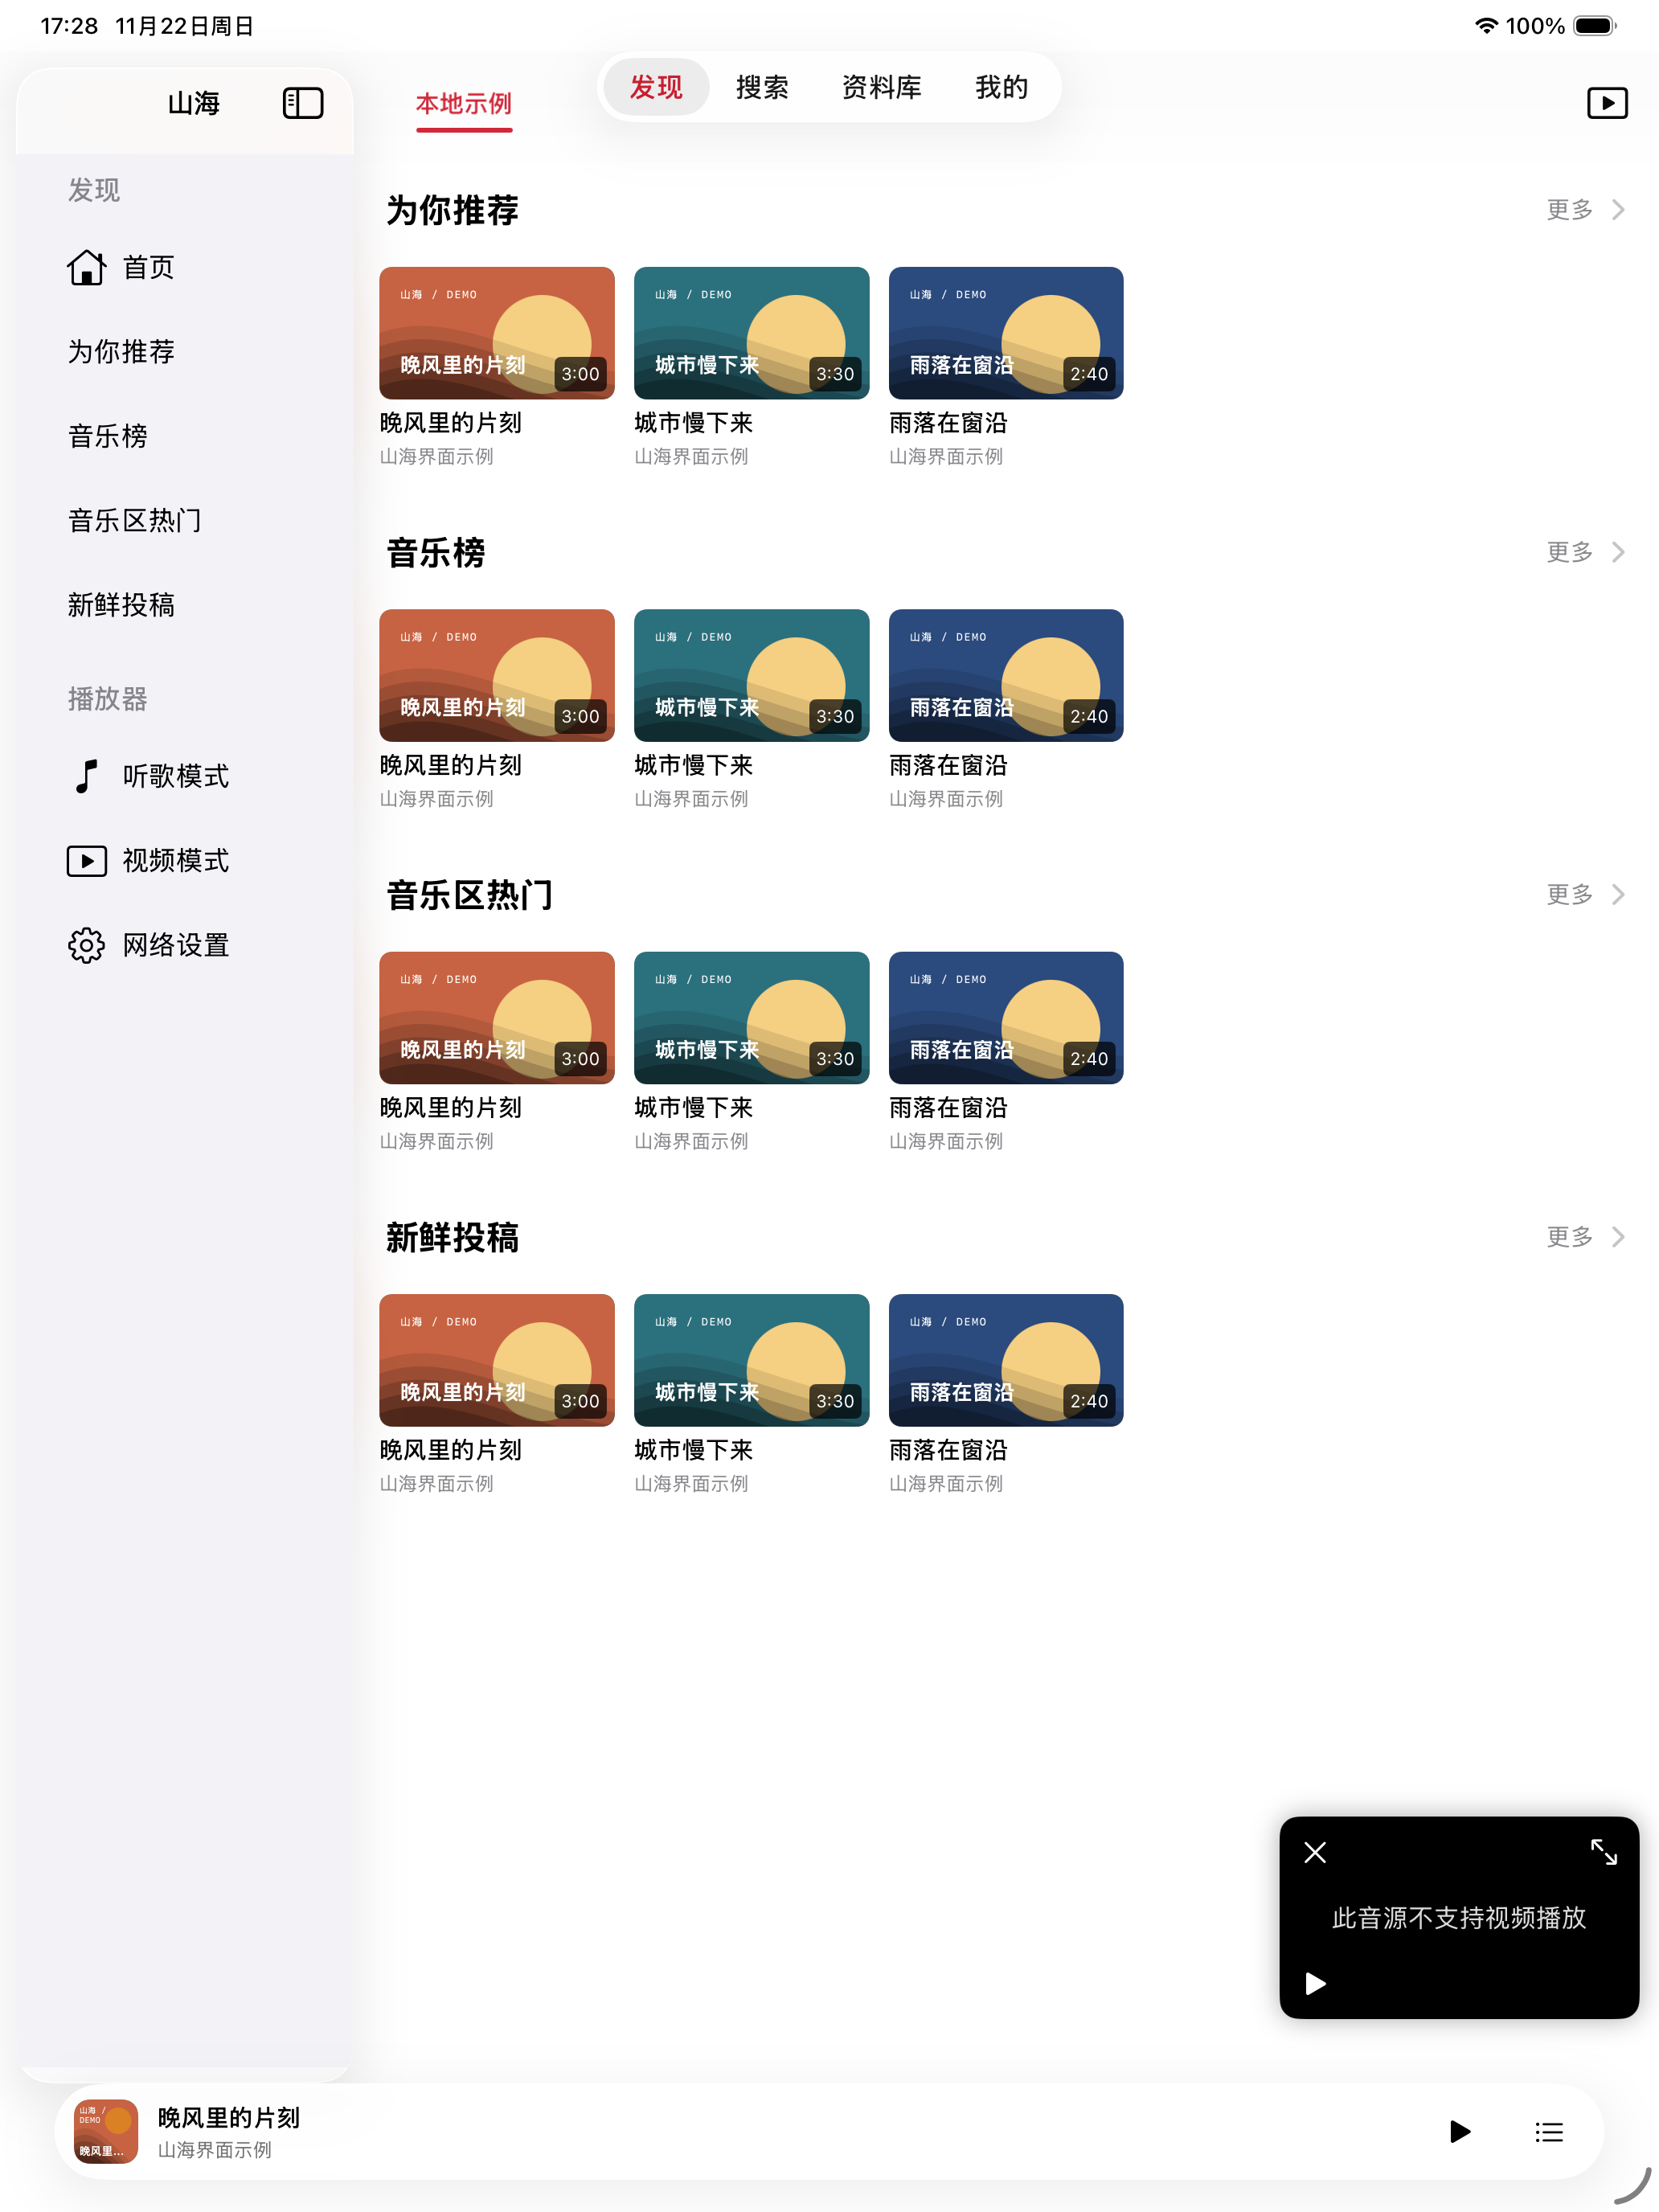 17:28 11月22日周日
100%
山海
本地示例
发现 搜索 资料库 我的
发现
首页
为你推荐
音乐榜
音乐区热门
新鲜投稿
播放器
听歌模式
视频模式
网络设置
为你推荐
更多
山海 / DEMO
晚风里的片刻
3:00
晚风里的片刻
山海界面示例
山海 / DEMO
城市慢下来
3:30
城市慢下来
山海界面示例
山海 / DEMO
雨落在窗沿
2:40
雨落在窗沿
山海界面示例
音乐榜
更多
山海 / DEMO
晚风里的片刻
3:00
晚风里的片刻
山海界面示例
山海 / DEMO
城市慢下来
3:30
城市慢下来
山海界面示例
山海 / DEMO
雨落在窗沿
2:40
雨落在窗沿
山海界面示例
音乐区热门
更多
山海 / DEMO
晚风里的片刻
3:00
晚风里的片刻
山海界面示例
山海 / DEMO
城市慢下来
3:30
城市慢下来
山海界面示例
山海 / DEMO
雨落在窗沿
2:40
雨落在窗沿
山海界面示例
新鲜投稿
更多
山海 / DEMO
晚风里的片刻
3:00
晚风里的片刻
山海界面示例
山海 / DEMO
城市慢下来
3:30
城市慢下来
山海界面示例
山海 / DEMO
雨落在窗沿
2:40
雨落在窗沿
山海界面示例
此音源不支持视频播放
山海 /
DEMO
晚风里...
晚风里的片刻
山海界面示例